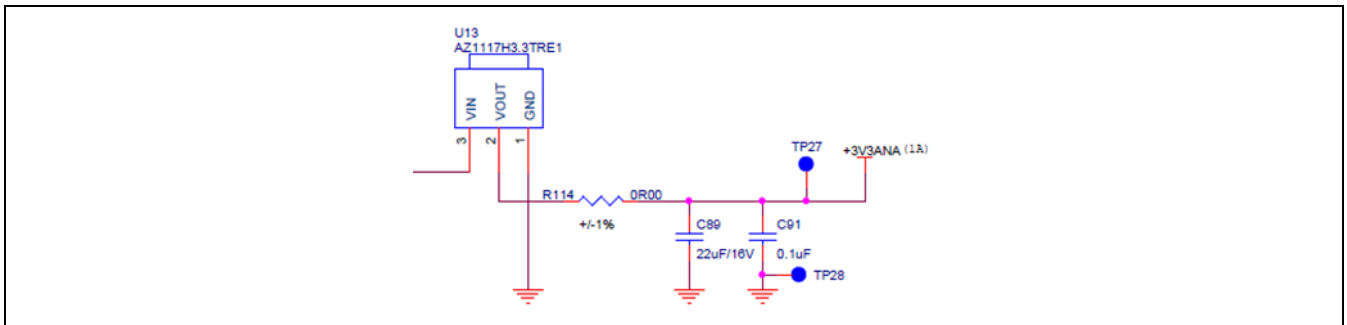 U13
AZ1117H3.3TRE1
VIN
VOUT
GND
3
2
1
R114
0R00
+/-1%
TP27
+3V3ANA (1A)
C89
22uF/16V
C91
0.1uF
TP28